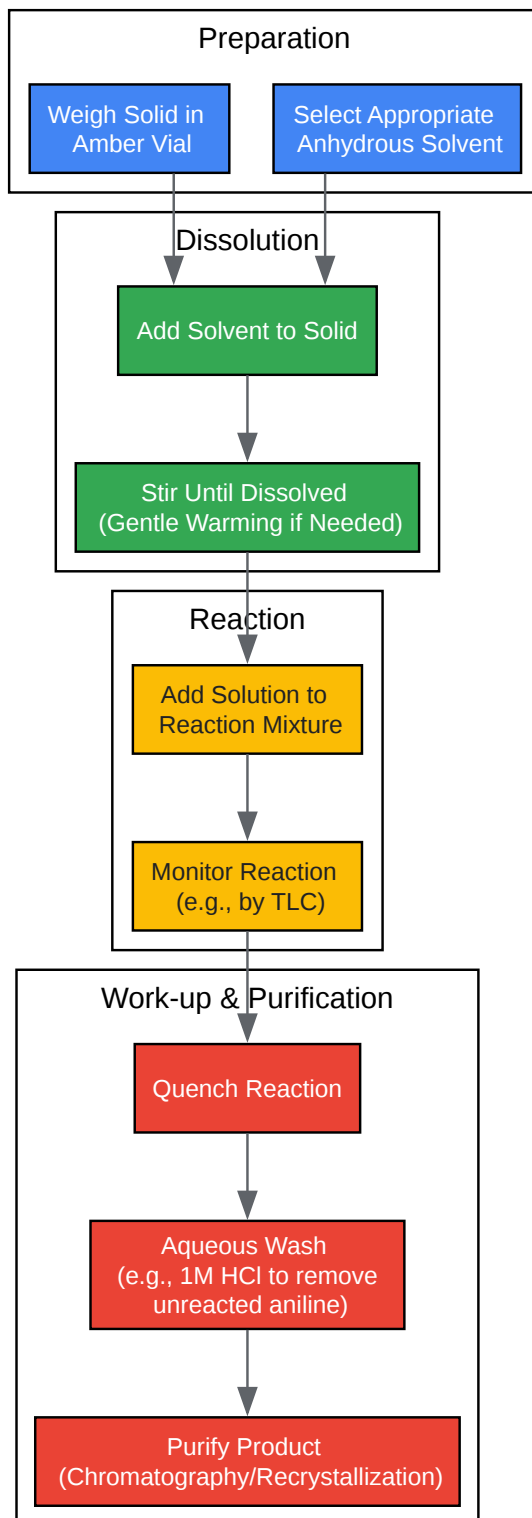 Preparation
Weigh Solid in
Amber Vial
Select Appropriate
Anhydrous Solvent
Dissolution
Add Solvent to Solid
Stir Until Dissolved
(Gentle Warming if Needed)
Reaction
Add Solution to
Reaction Mixture
Monitor Reaction
(e.g., by TLC)
Work-up & Purification
Quench Reaction
Aqueous Wash
(e.g., 1M HCl to remove
unreacted aniline)
Purify Product
(Chromatography/Recrystallization)